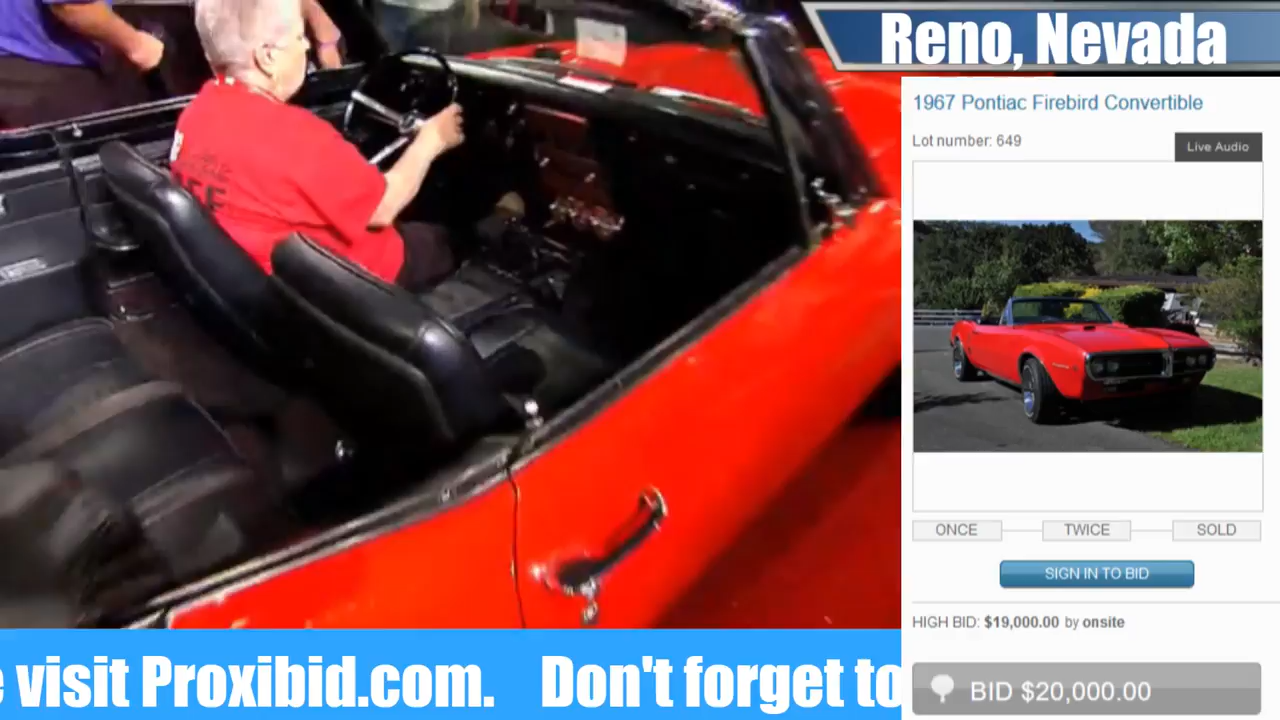 Reno, Nevada
1967 Pontiac Firebird Convertible
Lot number: 649
Live Audio
ONCE
TWICE
SOLD
SIGN IN TO BID
HIGH BID: $19,000.00 by onsite
BID $20,000.00
visit Proxibid.com. Don't forget to